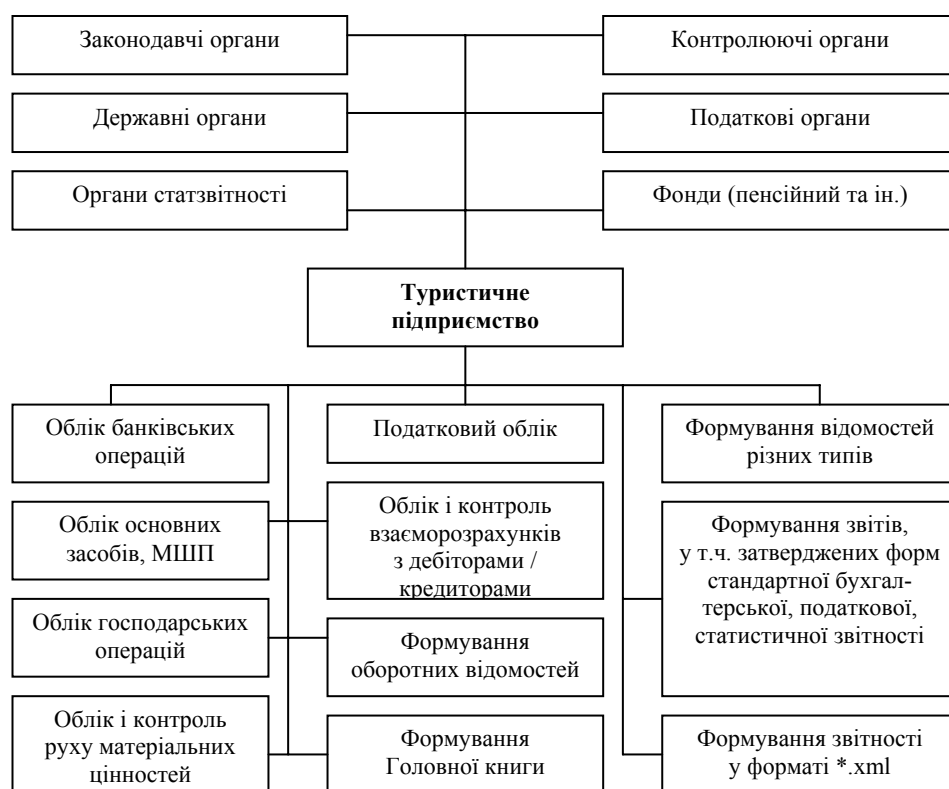 Законодавчі органи
Контролюючі органи
Державні органи
Податкові органи
Органи статзвітності
Фонди (пенсійний та ін.)
Туристичне
підприємство
Облік банківських
операцій
Податковий облік
Формування відомостей
різних типів
Облік основних
засобів, МШП
Облік і контроль
взаєморозрахунків
з дебіторами /
кредиторами
Формування звітів,
у т.ч. затверджених форм
стандартної бухгал-
терської, податкової,
статистичної звітності
Облік господарських
операцій
Формування
оборотних відомостей
Облік і контроль
руху матеріальних
цінностей
Формування
Головної книги
Формування звітності
у форматі *.xml